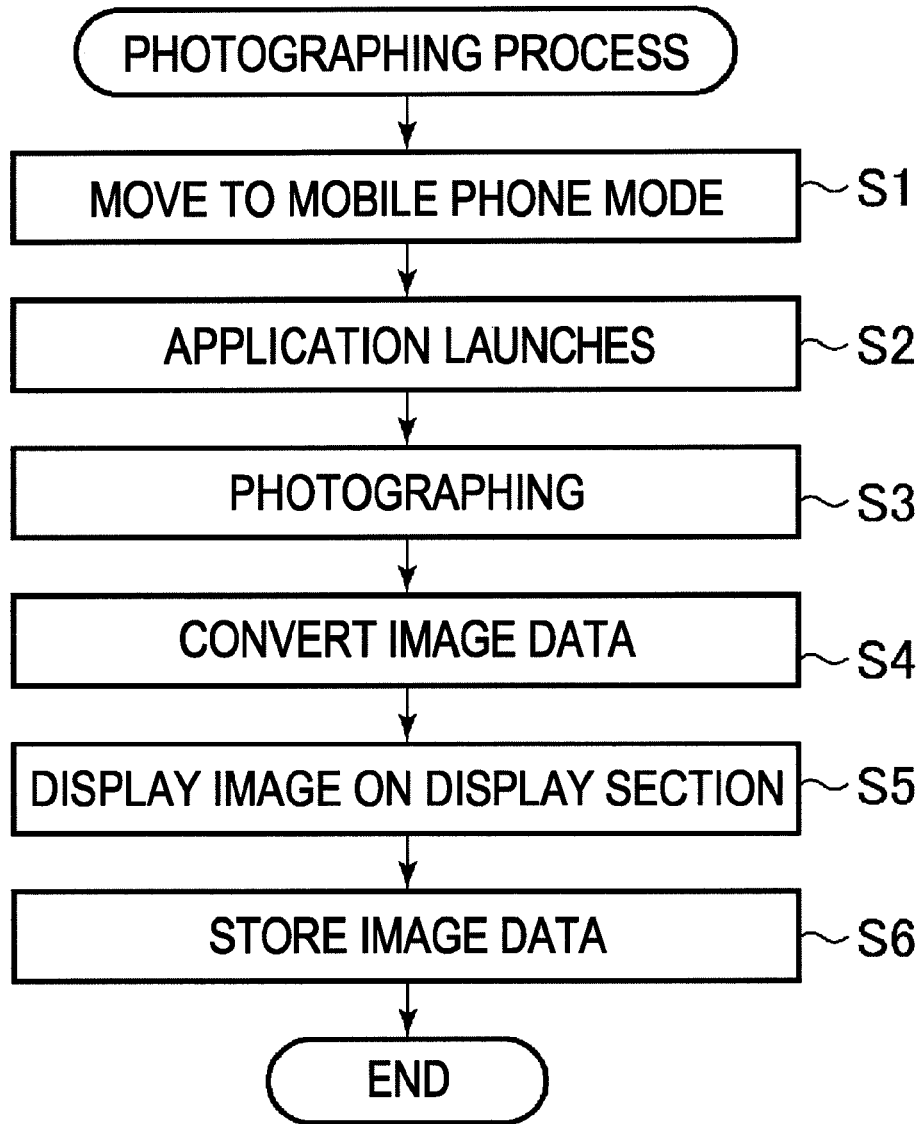 PHOTOGRAPHING PROCESS
MOVE TO MOBILE PHONE MODE
S1
APPLICATION LAUNCHES
S2
PHOTOGRAPHING
S3
CONVERT IMAGE DATA
S4
DISPLAY IMAGE ON DISPLAY SECTION
S5
STORE IMAGE DATA
S6
END